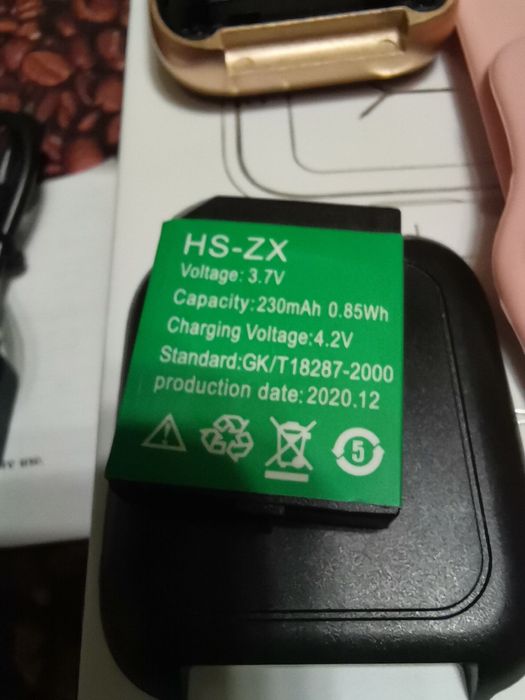 HS-ZX
Voltage: 3.7V
Capacity:230mAh 0.85Wh
Charging Voltage:4.2V
Standard:GK/T18287-2000
production date:2020.12
5